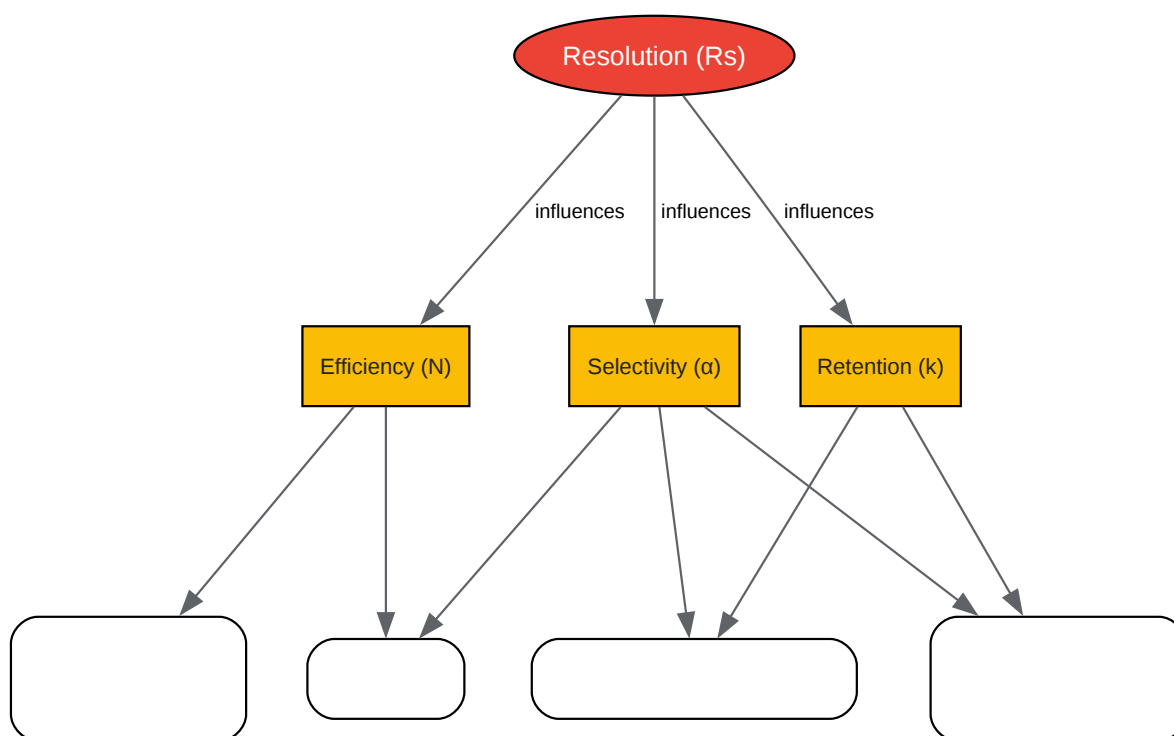 Resolution (Rs)
influences
influences
influences
Efficiency (N)
Selectivity (α)
Retention (k)